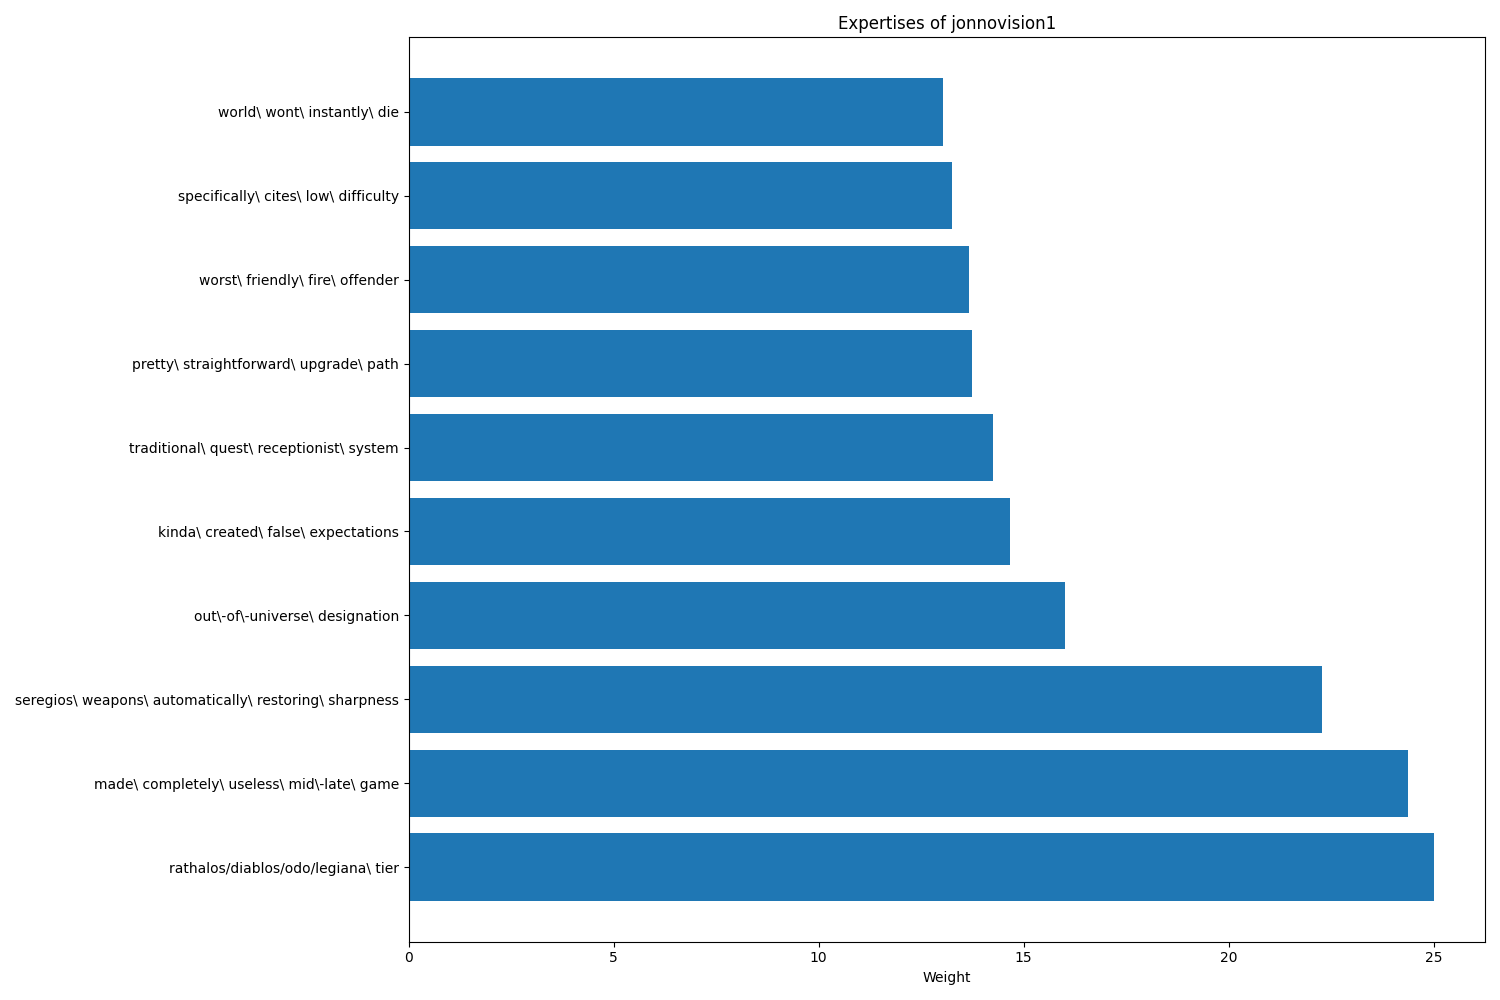 Expertises of jonnovision1
world\ wont\ instantly\ die
specifically\ cites\ low\ difficulty
worst\ friendly\ fire\ offender
pretty\ straightforward\ upgrade\ path
traditional\ quest\ receptionist\ system
kinda\ created\ false\ expectations
out\-of\-universe\ designation
seregios\ weapons\ automatically\ restoring\ sharpness
made\ completely\ useless\ mid\-late\ game
rathalos/diablos/odo/legiana\ tier
0 5 10 15 20 25
Weight